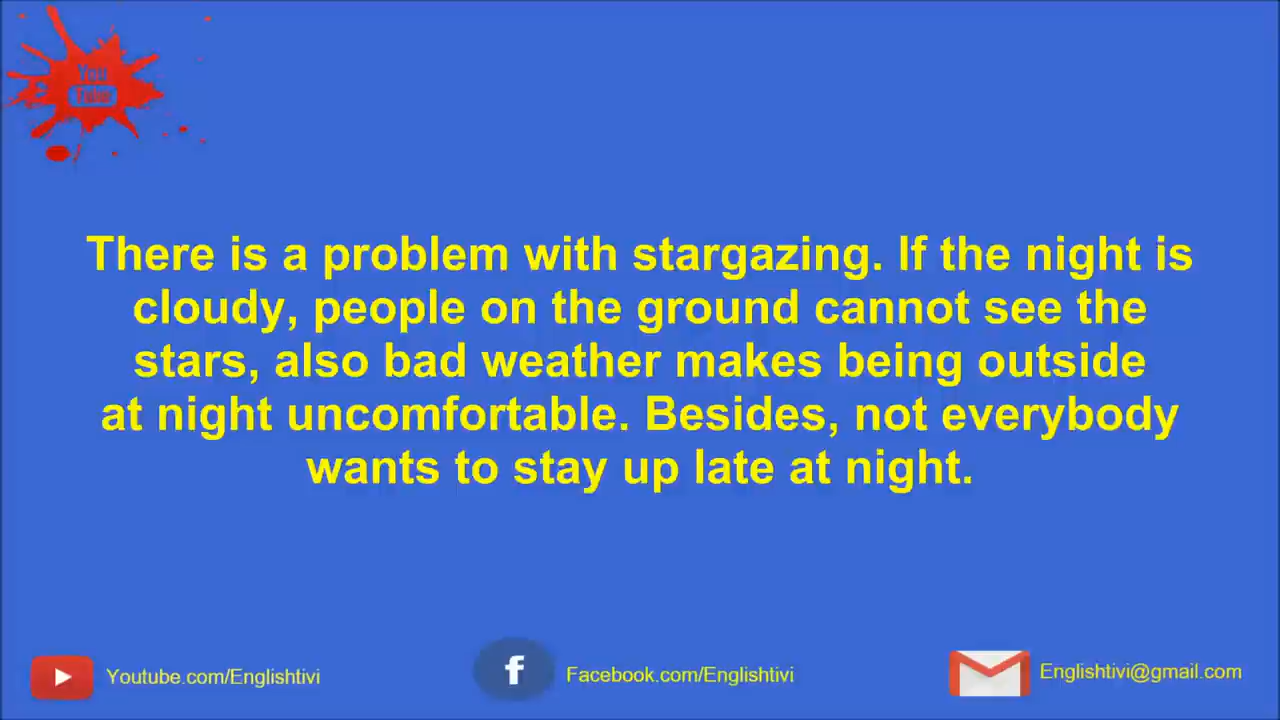 You
There is a problem with stargazing. If the night is
cloudy, people on the ground cannot see the
stars, also bad weather makes being outside
at night uncomfortable. Besides, not everybody
wants to stay up late at night.
Youtube.com/Englishtivi
Facebook.com/Englishtivi
Englishtivi@gmail.com